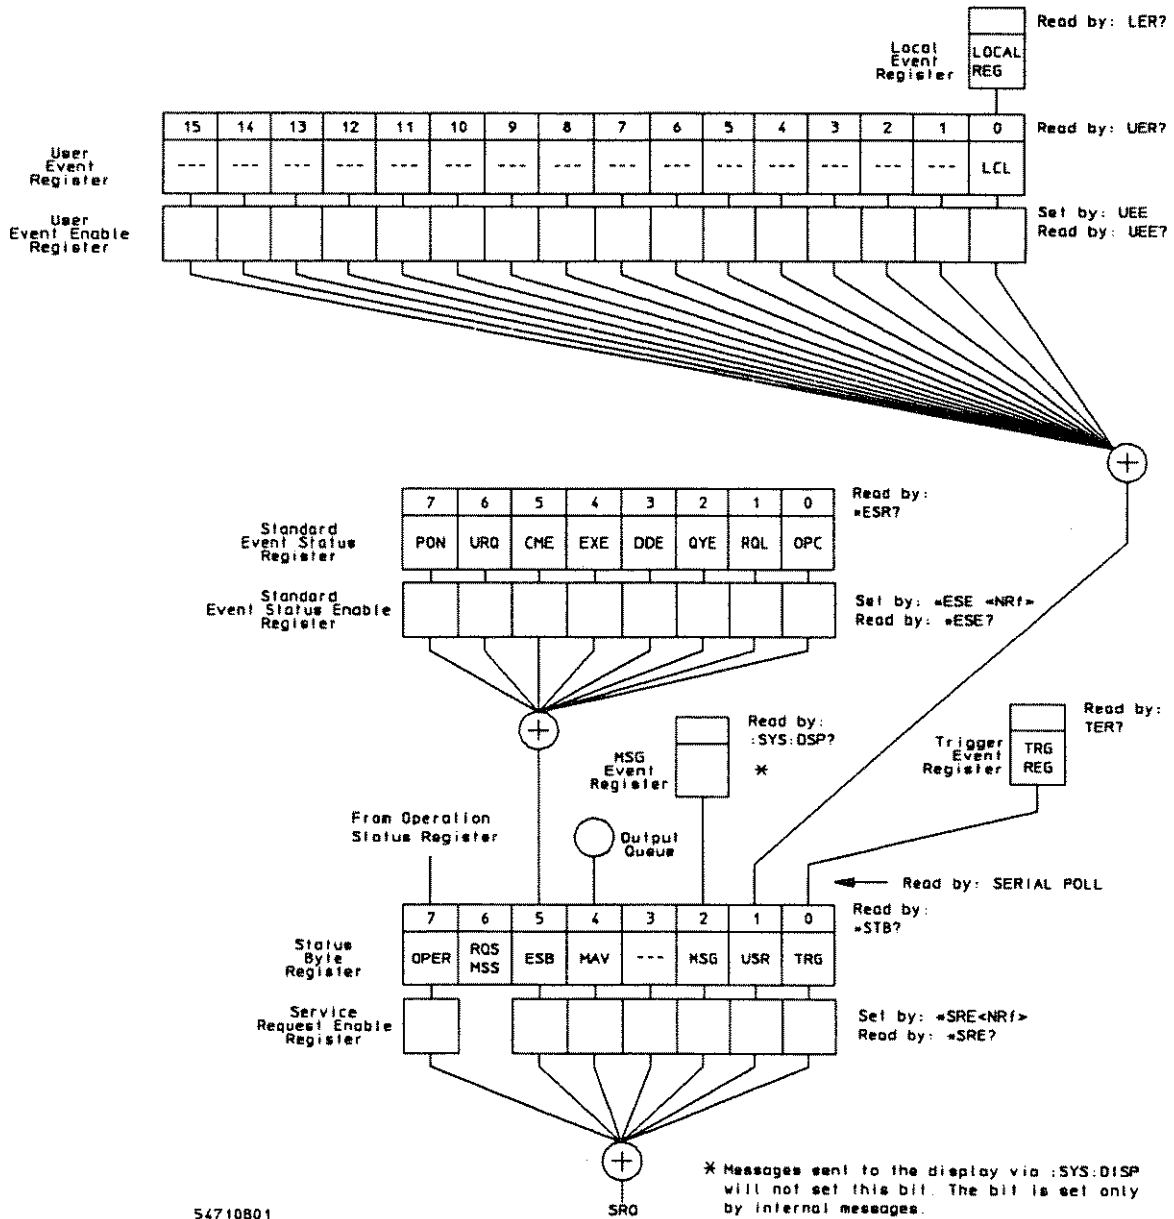 Read by: LER?
Local
Event
Register
LOCAL
REG
15 14 13 12 11 10 9 8 7 6 5 4 3 2 1 0
Read by: UER?
User
Event
Register
--- --- --- --- --- --- --- --- --- --- --- --- --- --- --- LCL
User
Event Enable
Register
Set by: UEE
Read by: UEE?
+
7 6 5 4 3 2 1 0
Read by:
*ESR?
Standard
Event Status
Register
PON URQ CME EXE DDE QYE RQL OPC
Standard
Event Status Enable
Register
Set by: *ESE <NRf>
Read by: *ESE?
+
MSG
Event
Register
Read by:
:SYS:DSP?
*
Trigger
Event
Register
TRG
REG
Read by:
TER?
From Operation
Status Register
Output
Queue
Read by: SERIAL POLL
7 6 5 4 3 2 1 0
Read by:
*STB?
Status
Byte
Register
OPER RQS MSS ESB MAV --- MSG USR TRG
Service
Request Enable
Register
Set by: *SRE<NRf>
Read by: *SRE?
+
SRQ
* Messages sent to the display via :SYS:DISP
will not set this bit. The bit is set only
by internal messages.
54710B01